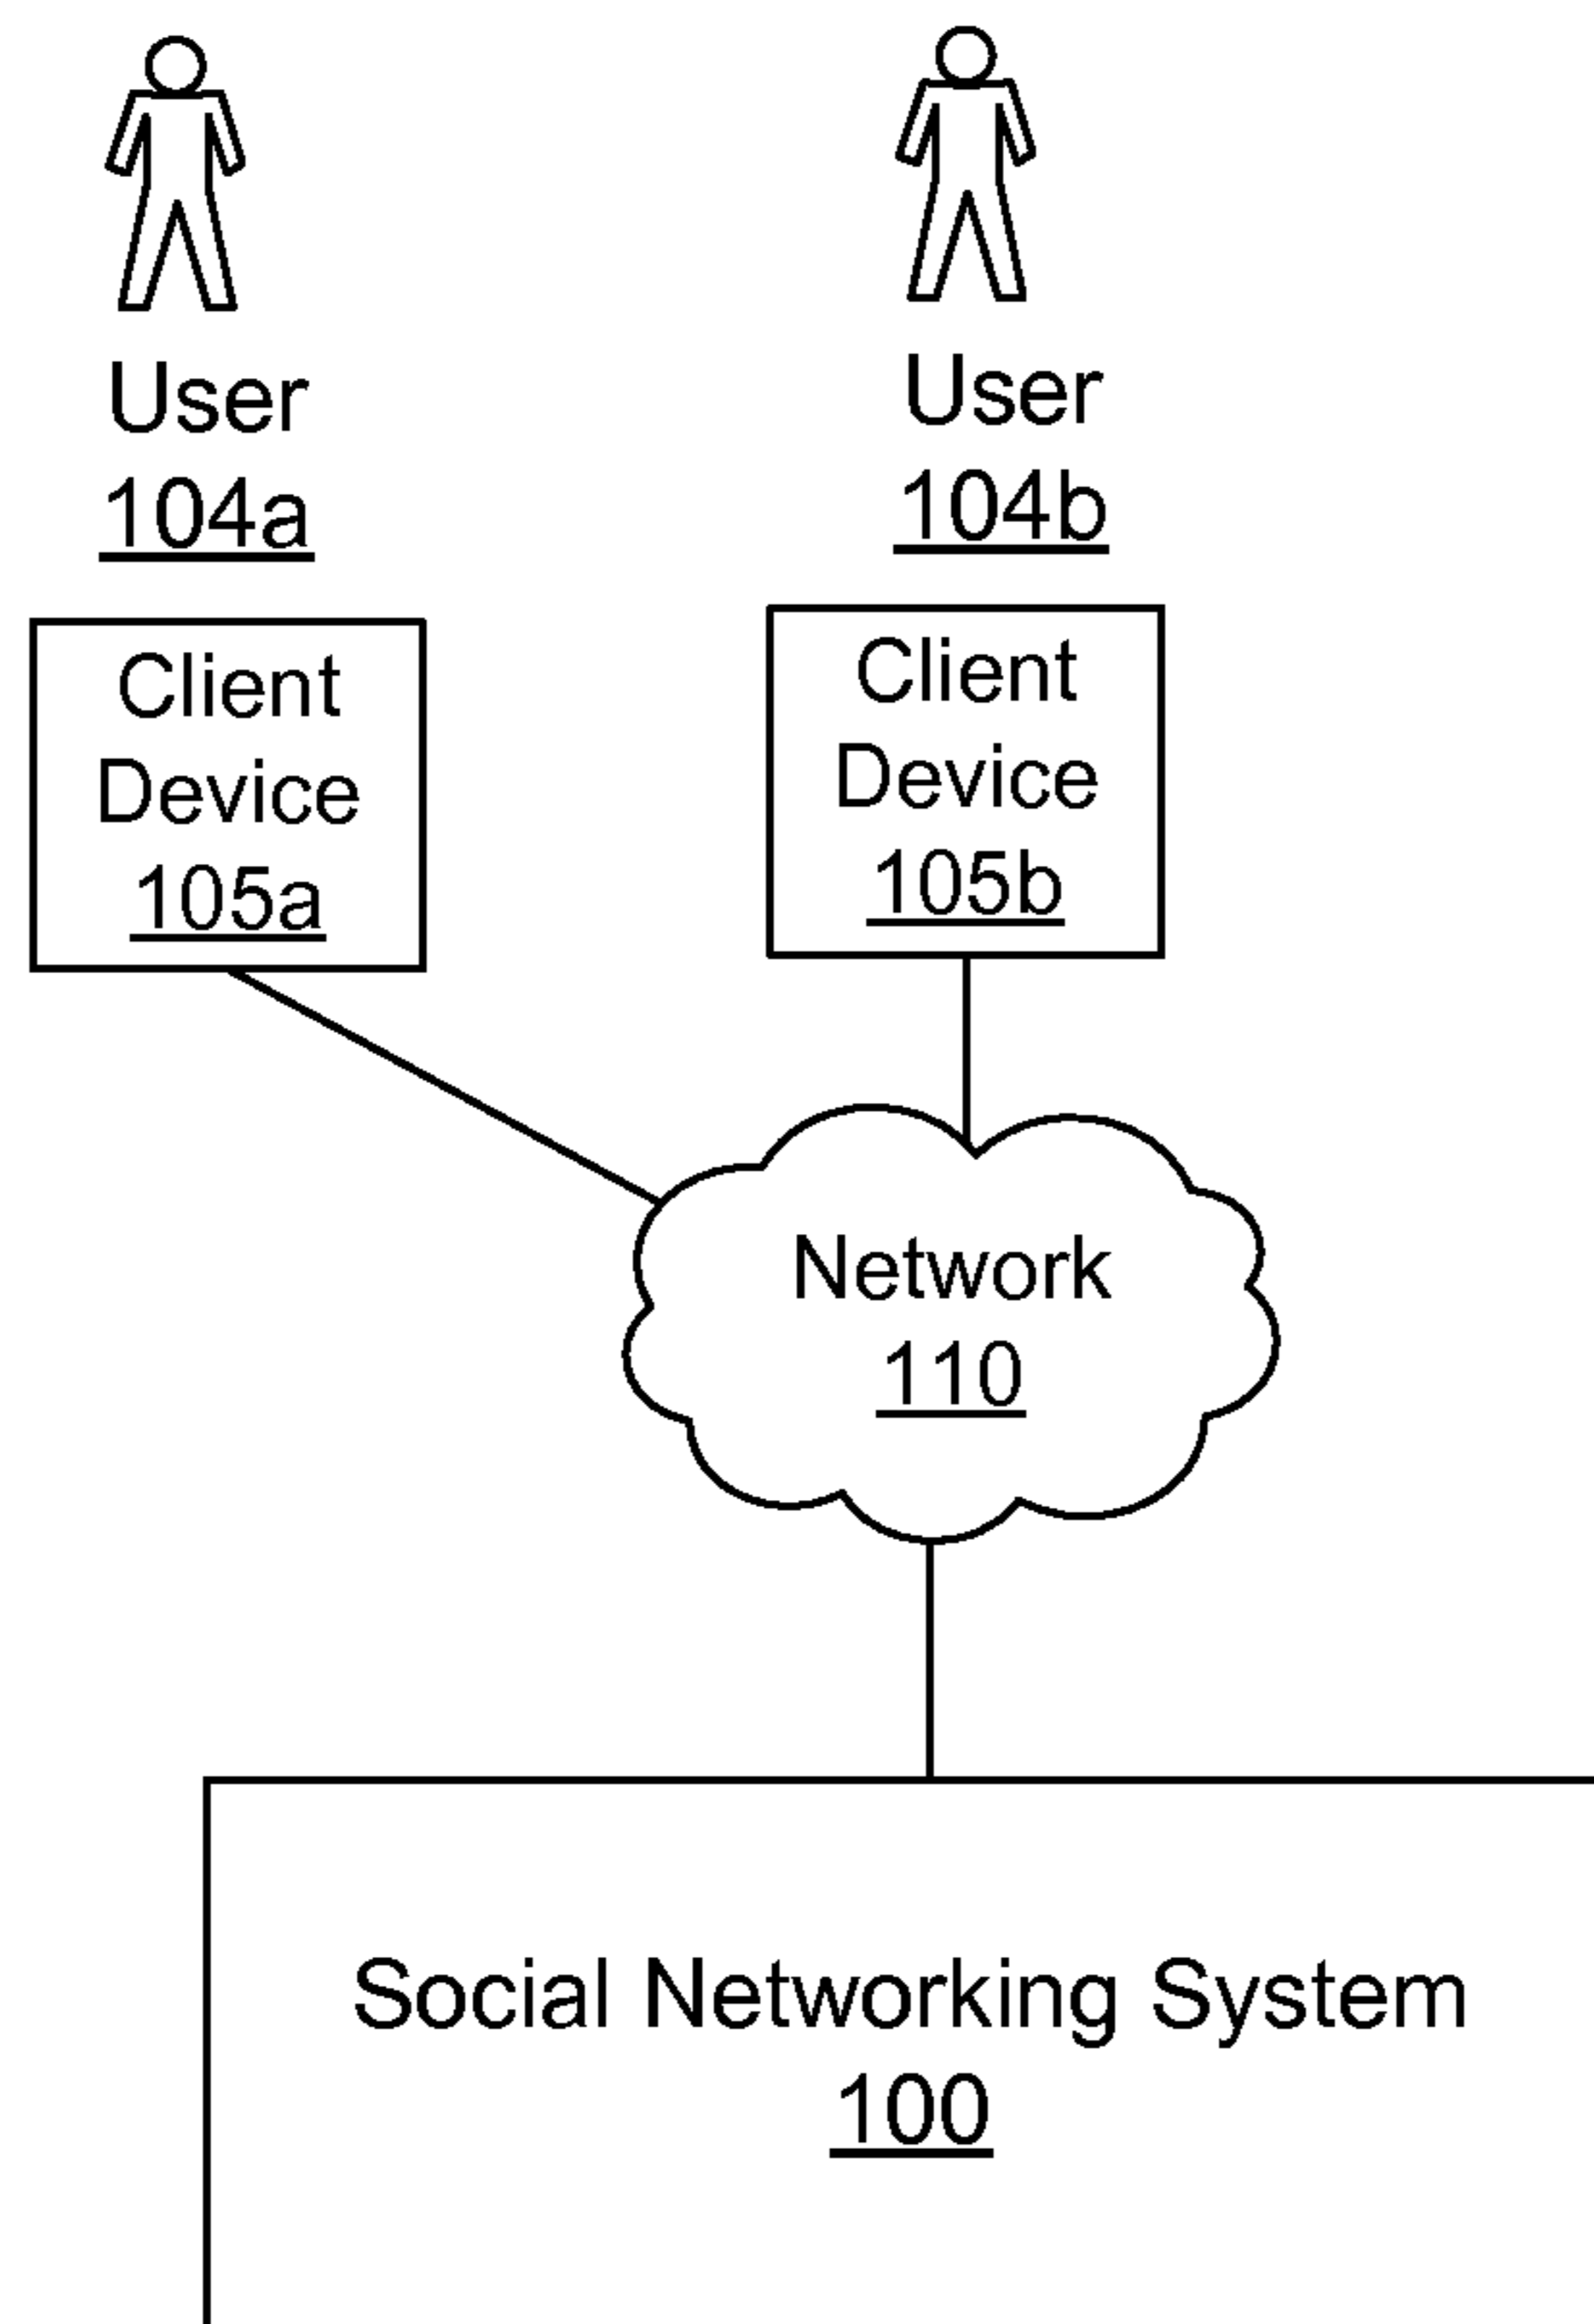 User
104a
User
104b
Client
Device
105a
Client
Device
105b
Network
110
Social Networking System
100